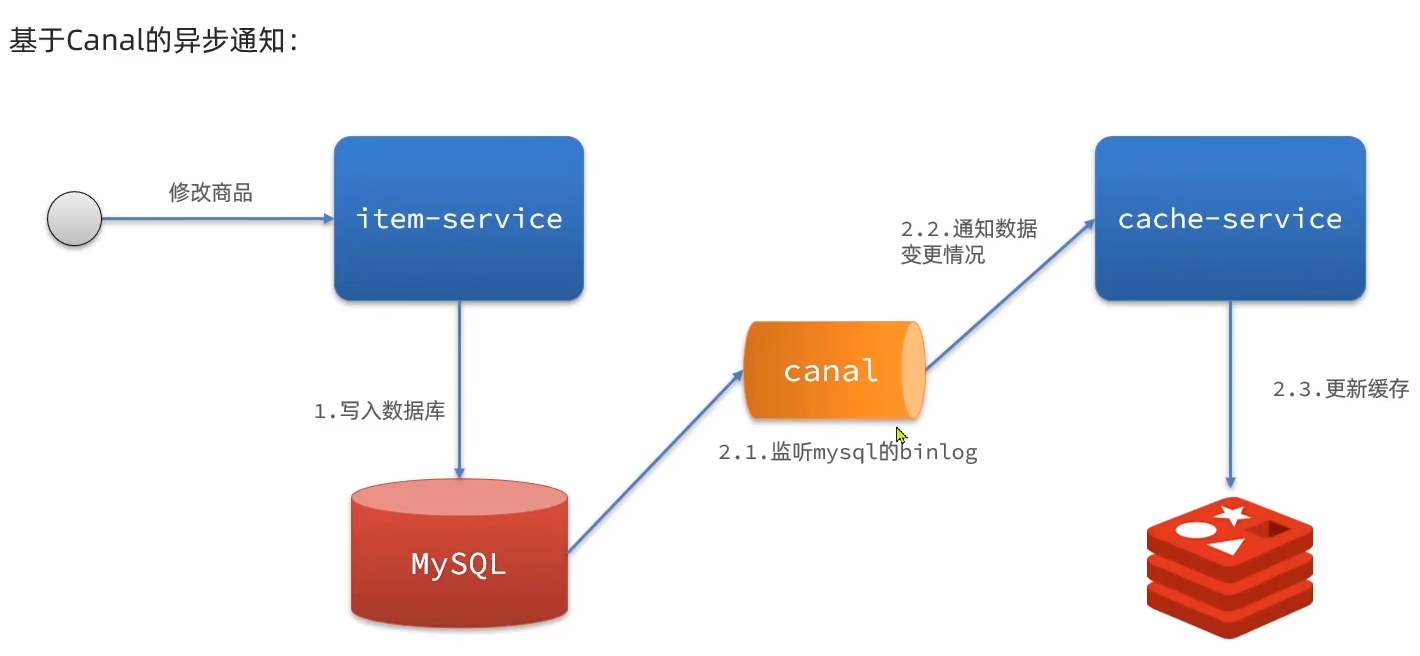 基于Canal的异步通知：
修改商品
item-service
cache-service
2.2.通知数据
变更情况
canal
1.写入数据库
2.3.更新缓存
2.1.监听mysql的binlog
MySQL